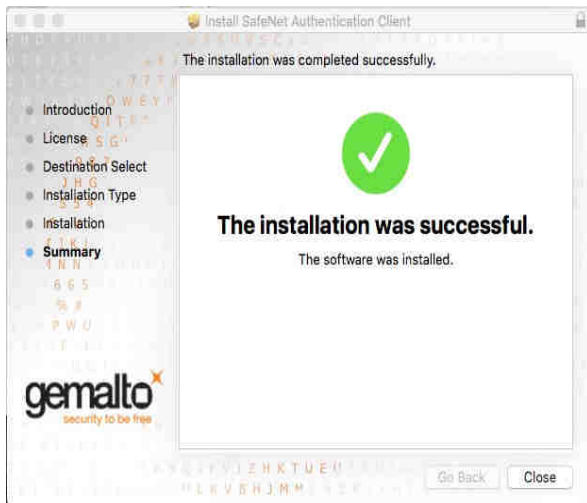 Install SafeNet Authentication Client
The installation was completed successfully.
Introduction
License
Destination Select
Installation Type
Installation
Summary
The installation was successful.
The software was installed.
gemalto
security to be free
Go Back
Close